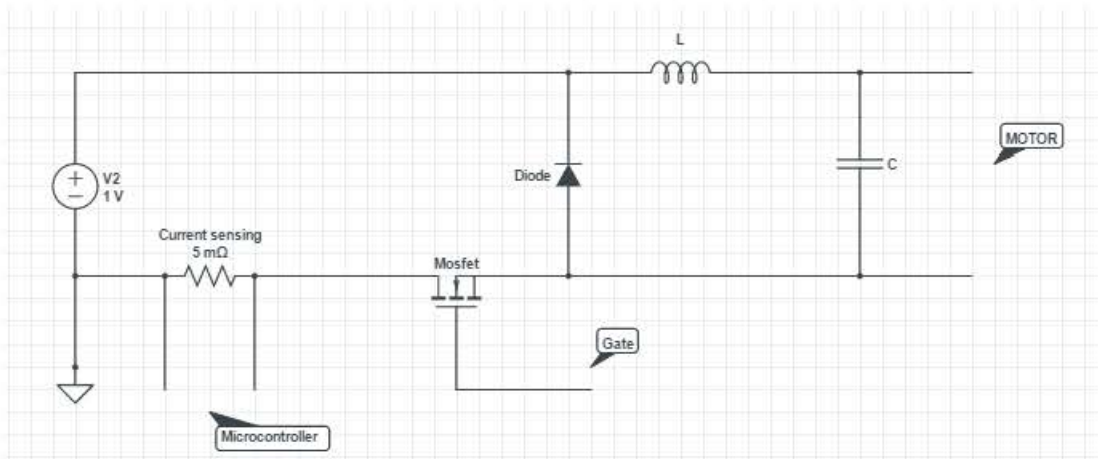 L
MOTOR
+
−
V2
1 V
Diode
C
Current sensing
5 mΩ
Mosfet
Gate
Microcontroller